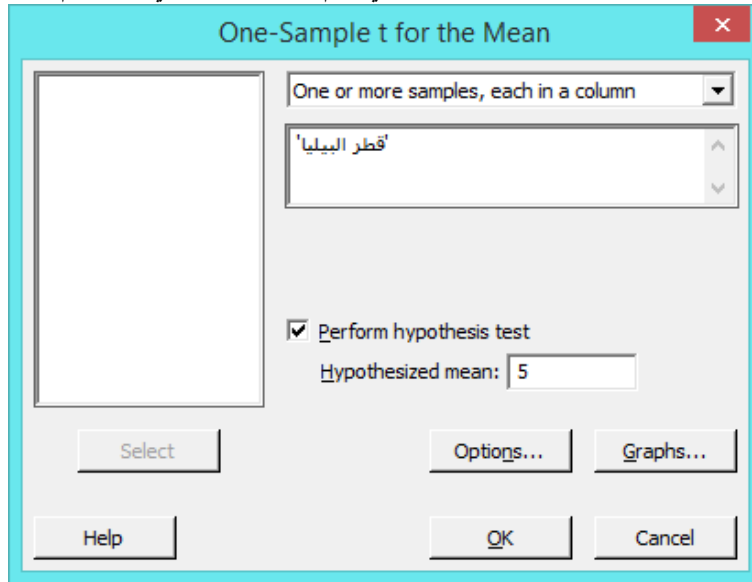 One-Sample t for the Mean
One or more samples, each in a column
'قطر البيليا'
Perform hypothesis test
Hypothesized mean: 5
Select
Options...
Graphs...
Help
OK
Cancel